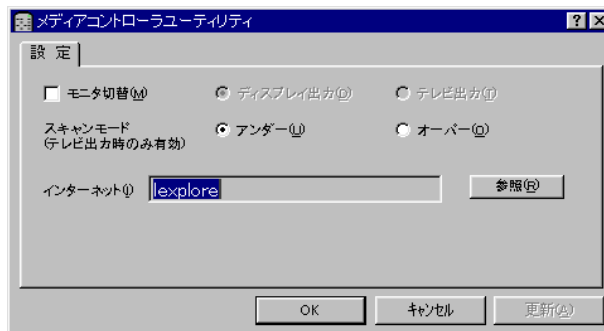 メディアコントローラユーティリティ
設 定
モニタ切替(M) ディスプレイ出力(D) テレビ出力(T)
スキャンモード
(テレビ出力時のみ有効) アンダー(U) オーバー(O)
インターネット(I) Iexplore 参照(R)
OK キャンセル 更新(A)